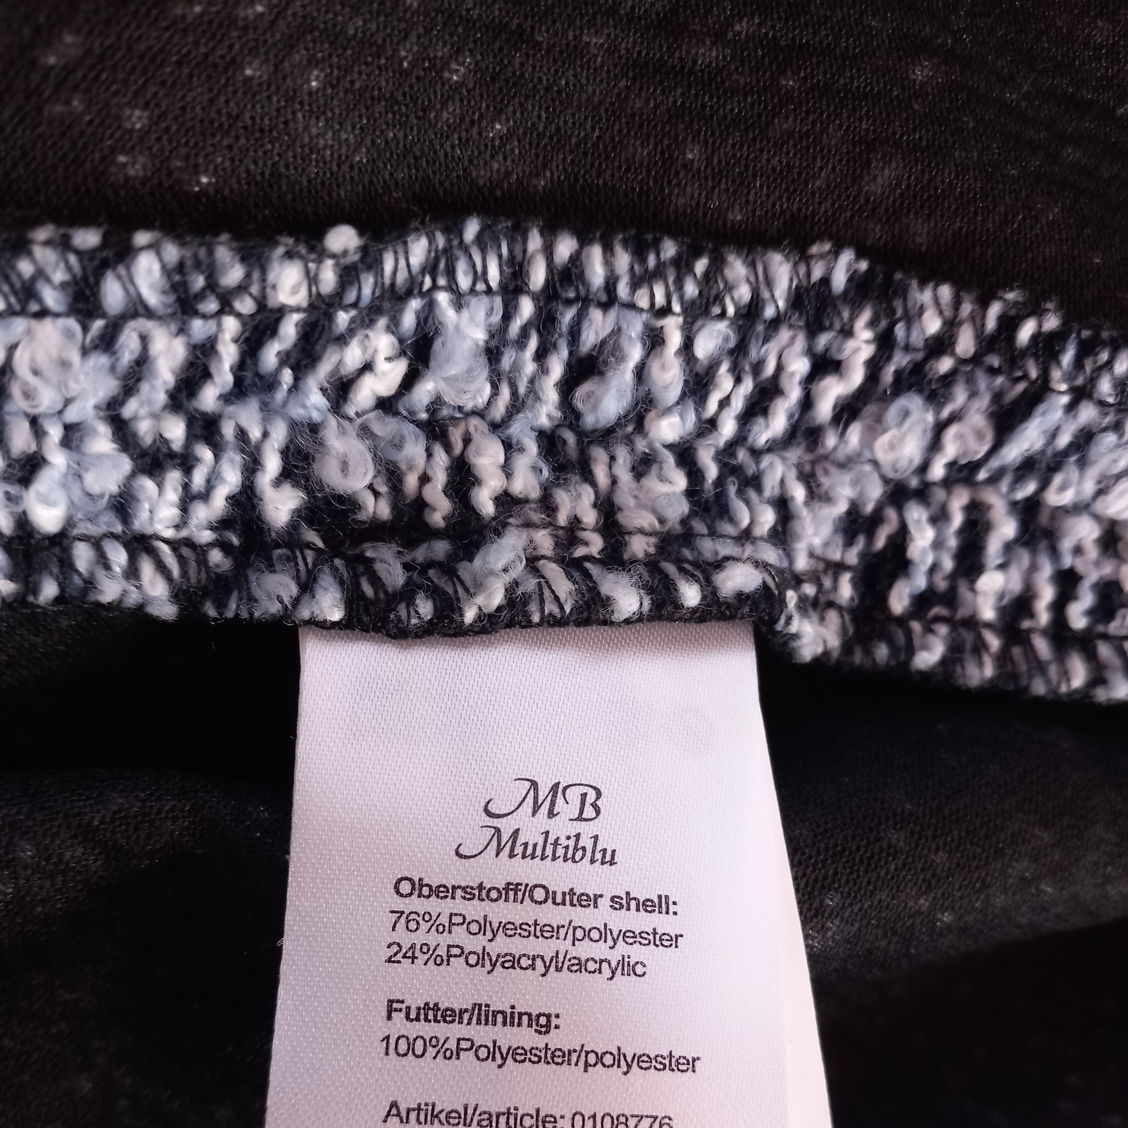 MB
Multiblu
Oberstoff/Outer shell:
76%Polyester/polyester
24%Polyacryl/acrylic
Futter/lining:
100%Polyester/polyester
Artikel/article: 0108776